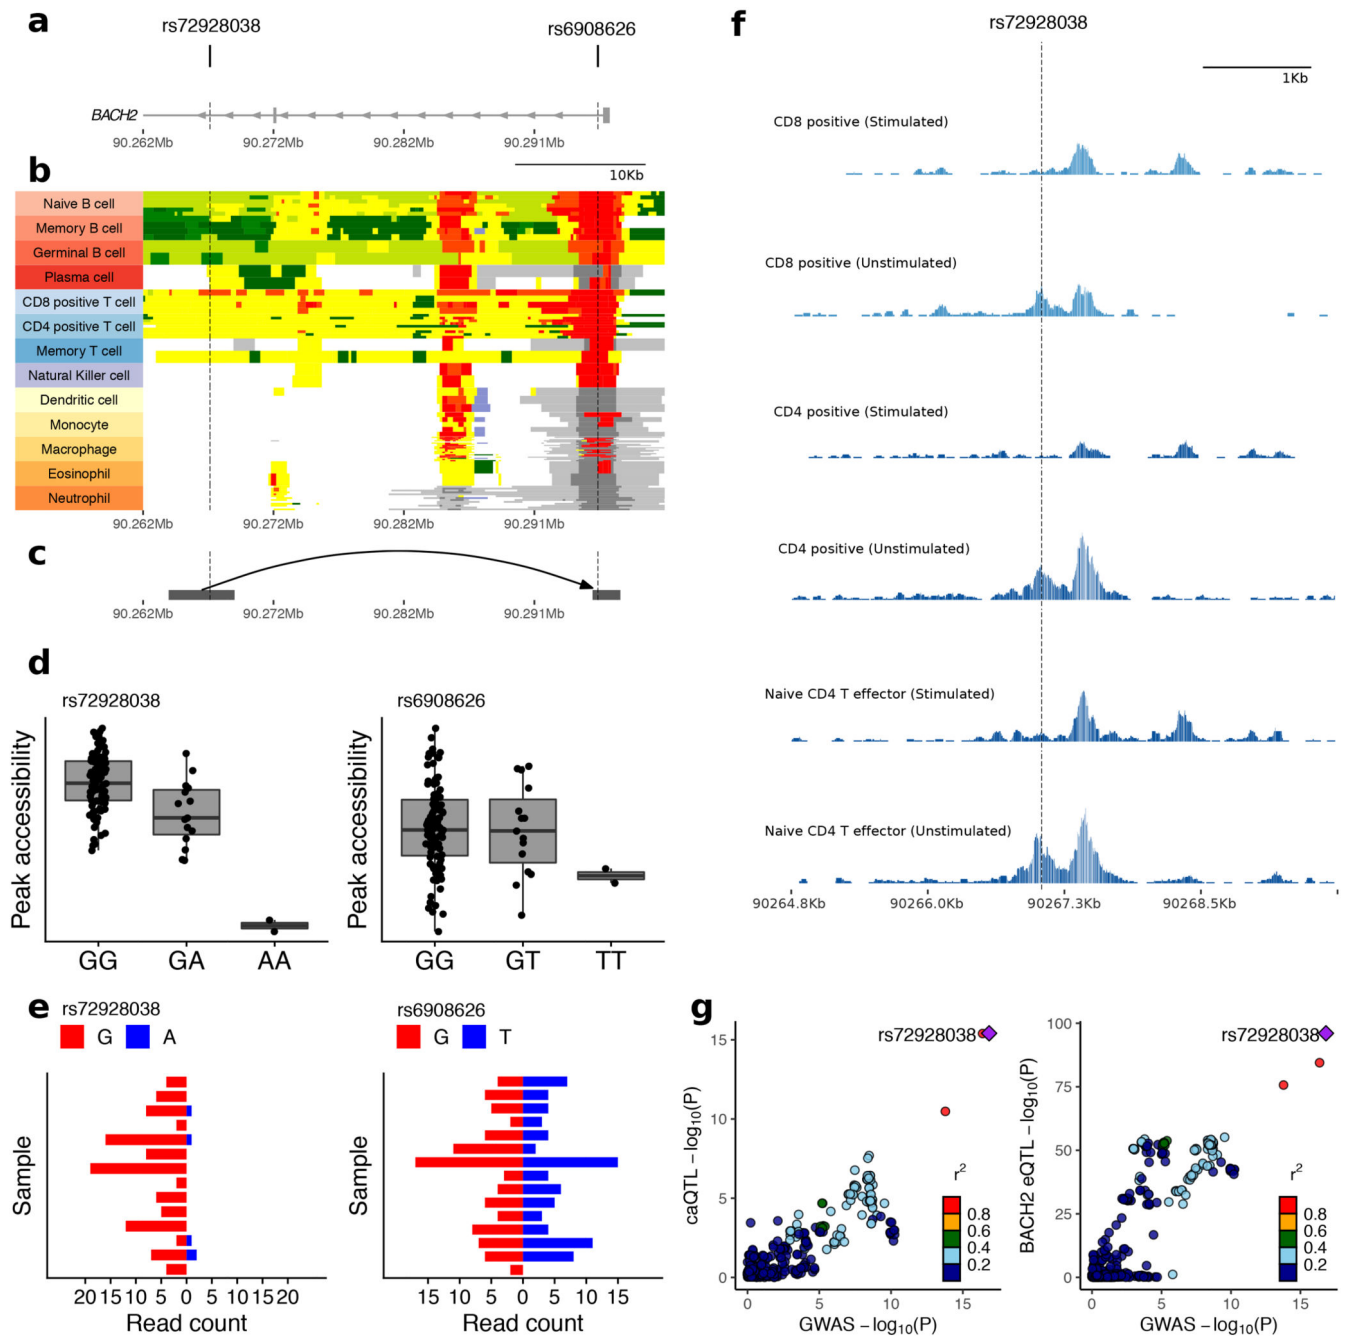 a
rs72928038
rs6908626
BACH2
90.262Mb 90.272Mb 90.282Mb 90.291Mb
b
10Kb
Naive B cell
Memory B cell
Germinal B cell
Plasma cell
CD8 positive T cell
CD4 positive T cell
Memory T cell
Natural Killer cell
Dendritic cell
Monocyte
Macrophage
Eosinophil
Neutrophil
90.262Mb 90.272Mb 90.282Mb 90.291Mb
c
90.262Mb 90.272Mb 90.282Mb 90.291Mb
d
rs72928038
Peak accessibility
GG GA AA
rs6908626
Peak accessibility
GG GT TT
e
rs72928038
G A
Sample
20 15 10 5 0 5 10 15 20
Read count
rs6908626
G T
Sample
15 10 5 0 5 10 15
Read count
f
rs72928038
1Kb
CD8 positive (Stimulated)
CD8 positive (Unstimulated)
CD4 positive (Stimulated)
CD4 positive (Unstimulated)
Naive CD4 T effector (Stimulated)
Naive CD4 T effector (Unstimulated)
90264.8Kb 90266.0Kb 90267.3Kb 90268.5Kb
g
rs72928038
caQTL −log10(P)
15
10
5
0
r2
0.8
0.6
0.4
0.2
0 5 10 15
GWAS −log10(P)
rs72928038
BACH2 eQTL −log10(P)
100
75
50
25
0
r2
0.8
0.6
0.4
0.2
0 5 10 15
GWAS −log10(P)